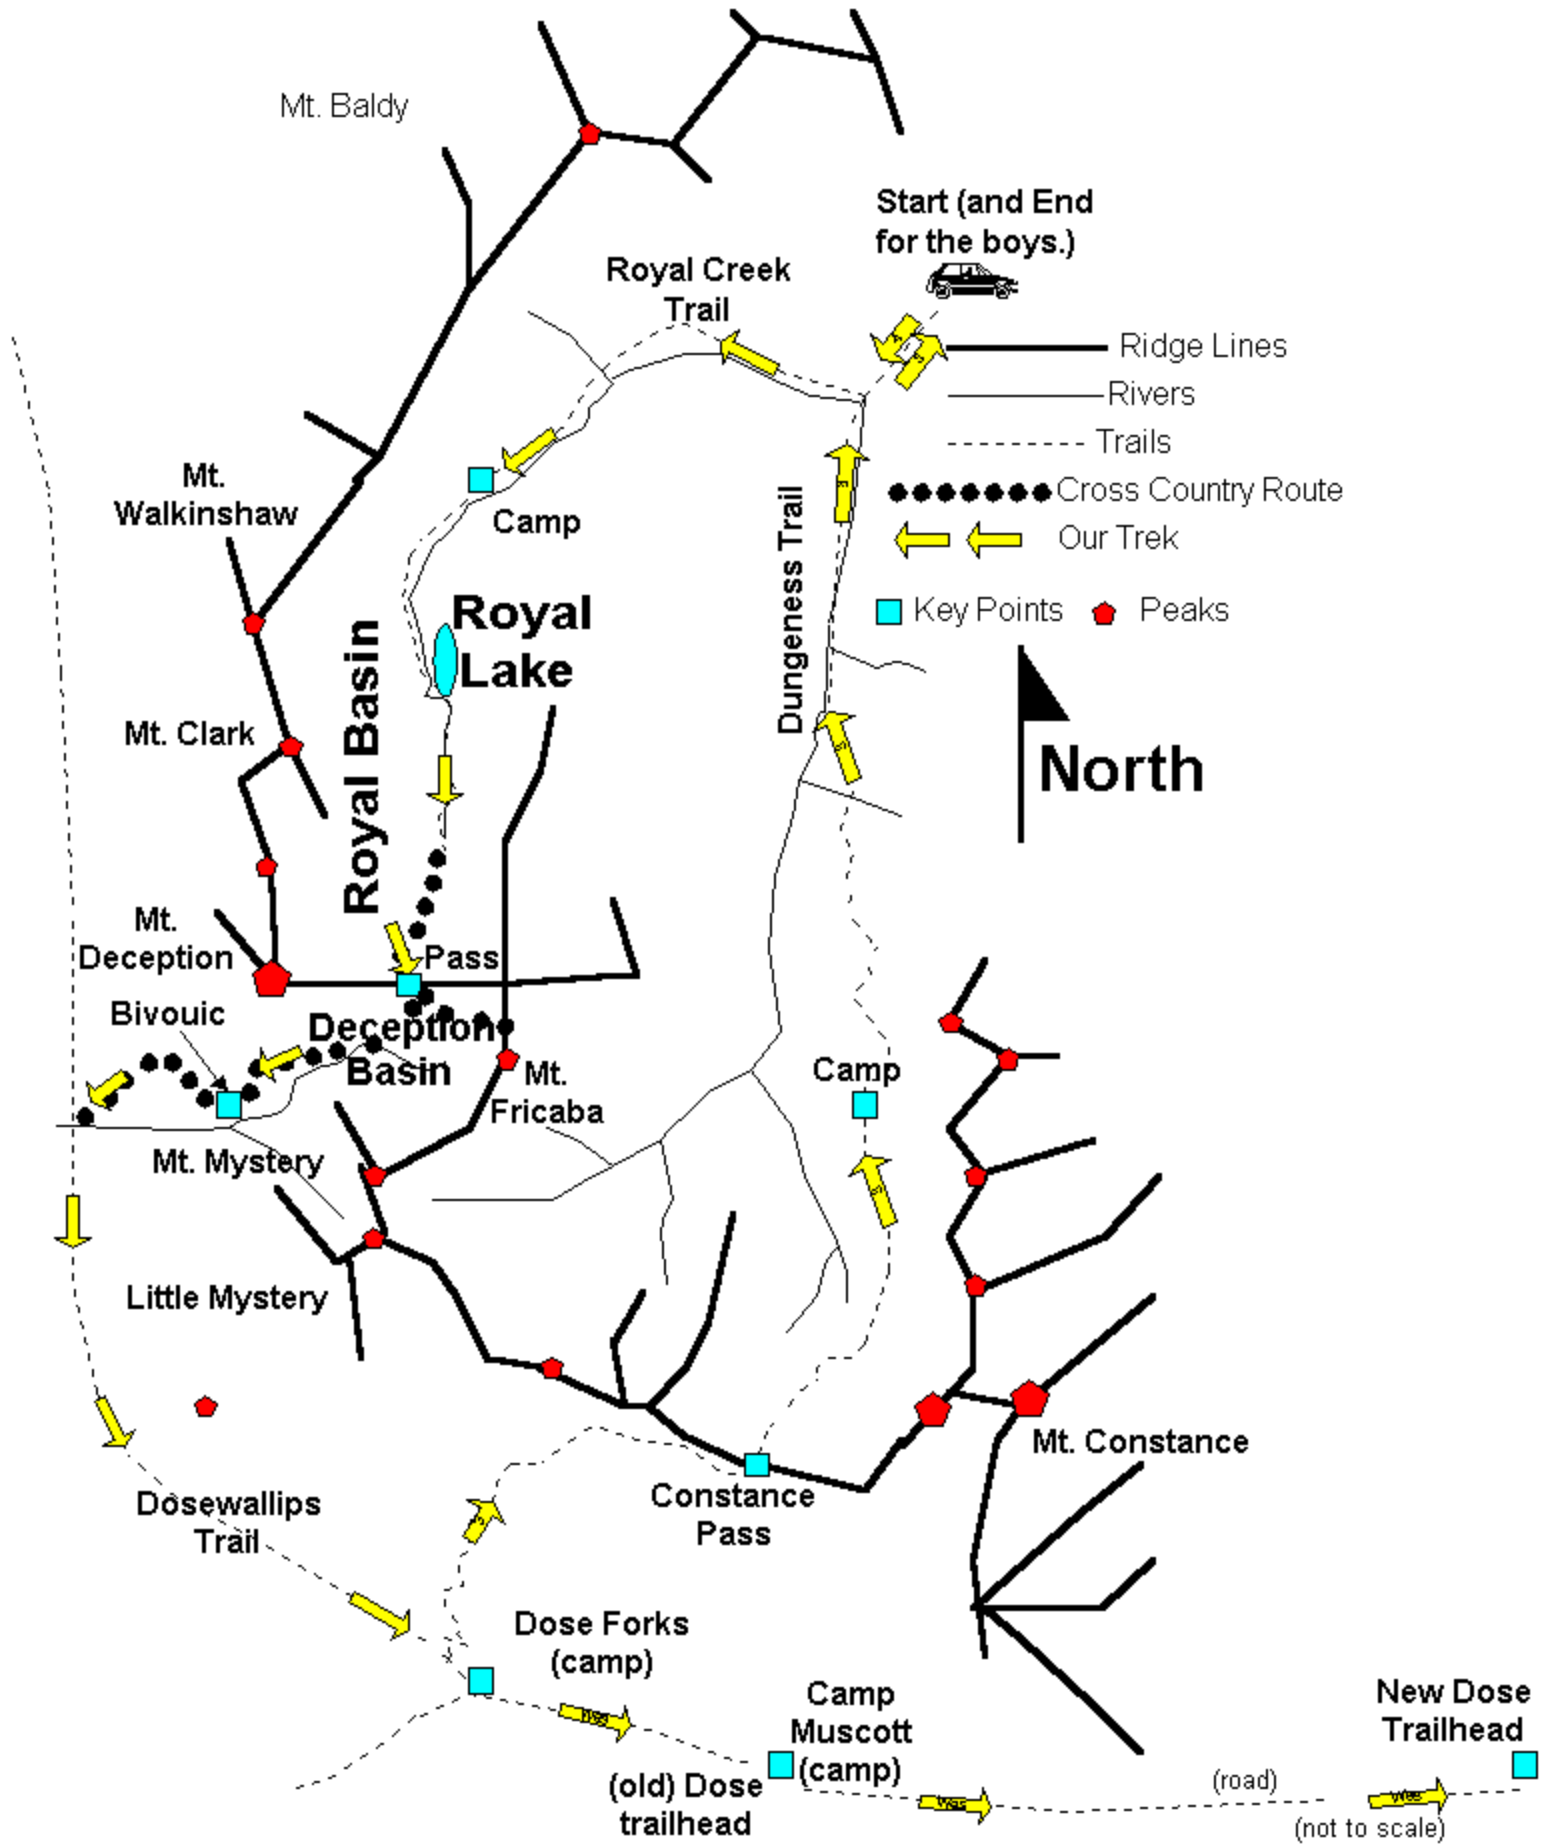 Mt. Baldy
Start (and End
for the boys.)
Royal Creek
Trail
Ridge Lines
Rivers
Trails
Cross Country Route
Our Trek
Key Points
Peaks
Mt.
Walkinshaw
Camp
Dungeness Trail
Royal
Lake
Royal Basin
North
Mt. Clark
Mt.
Deception
Pass
Bivouic
Deception
Basin
Mt.
Fricaba
Camp
Mt. Mystery
Little Mystery
Mt. Constance
Constance
Pass
Dosewallips
Trail
Dose Forks
(camp)
Camp
Muscott
(camp)
New Dose
Trailhead
(old) Dose
trailhead
Wes
Wes
Wes
(road)
(not to scale)